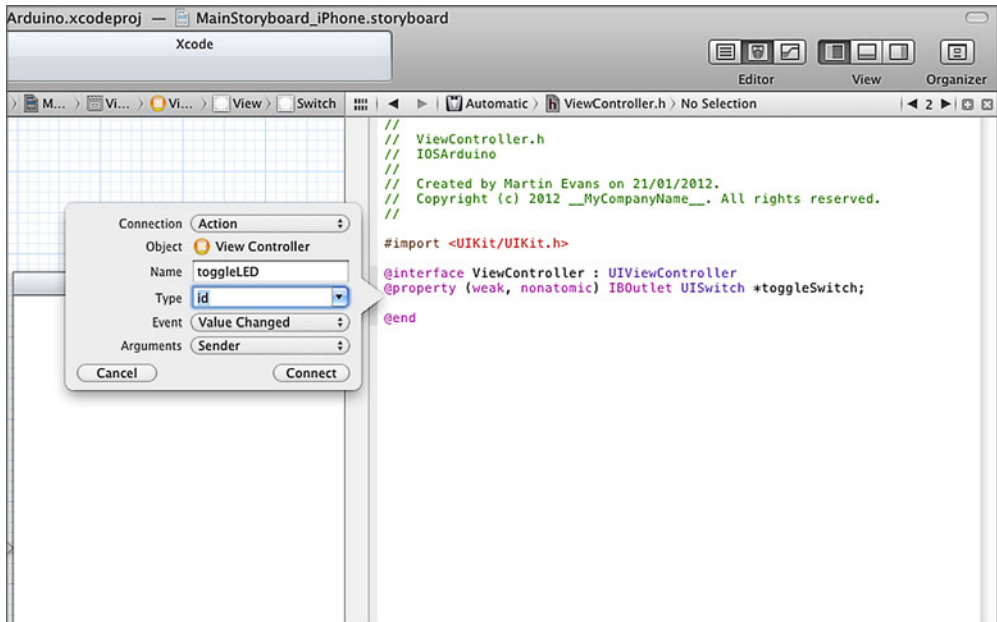 Arduino.xcodeproj — MainStoryboard_iPhone.storyboard
Xcode
Editor View Organizer
M... Vi... Vi... View Switch Automatic ViewController.h No Selection 2
//
// ViewController.h
// IOSArduino
//
// Created by Martin Evans on 21/01/2012.
// Copyright (c) 2012 __MyCompanyName__. All rights reserved.
//
#import <UIKit/UIKit.h>
@interface ViewController : UIViewController
@property (weak, nonatomic) IBOutlet UISwitch *toggleSwitch;
@end
Connection Action
Object View Controller
Name toggleLED
Type id
Event Value Changed
Arguments Sender
Cancel Connect